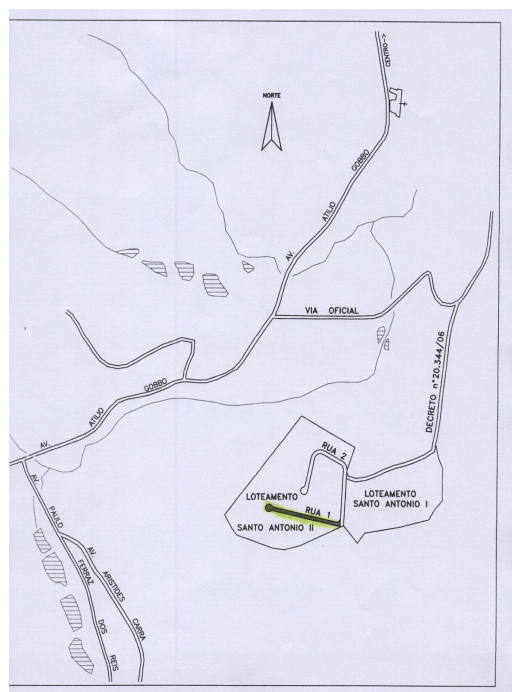 CENTRO->
NORTE
AV. ATILIO GOBBO
VIA OFICIAL
DECRETO nº20.344/06
AV. ATILIO GOBBO
RUA 2
LOTEAMENTO
SANTO ANTONIO I
LOTEAMENTO
RUA 1
SANTO ANTONIO II
AV. PAULO FERRAZ DOS REIS
AV. ARISTIDES CARRA